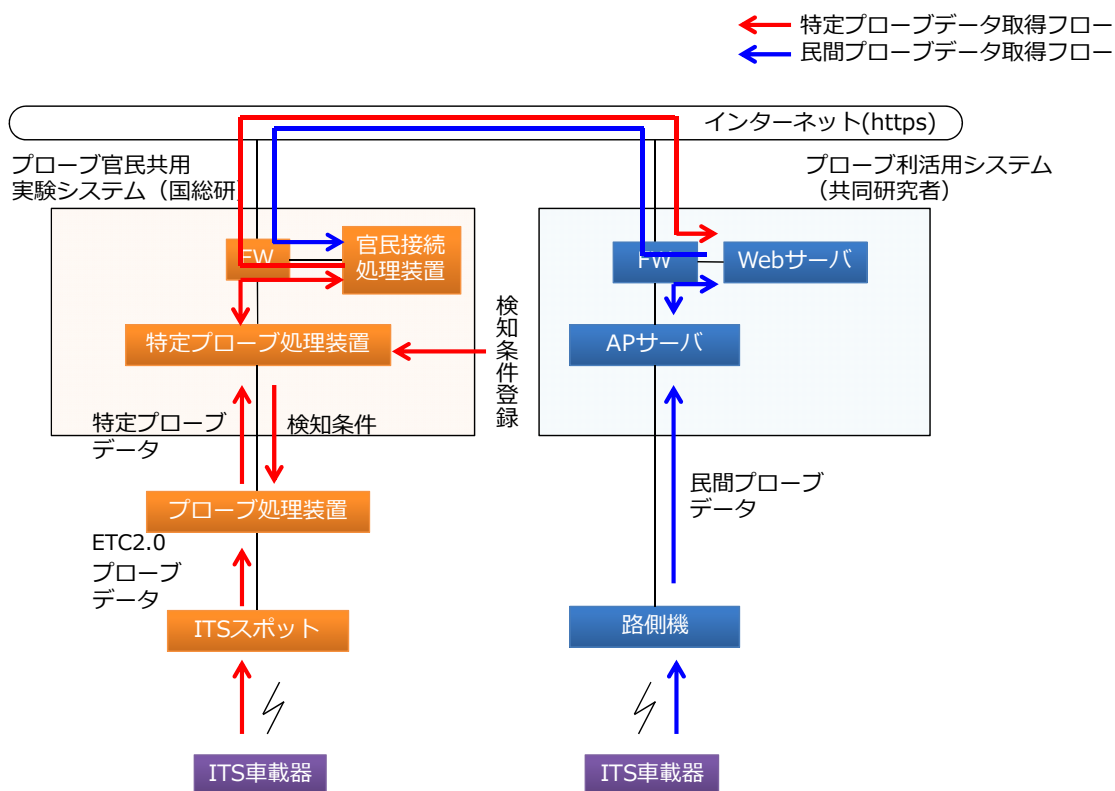 特定プローブデータ取得フロー
民間プローブデータ取得フロー
インターネット(https)
プローブ官民共用
実験システム（国総研）
プローブ利活用システム
（共同研究者）
FW
官民接続
処理装置
FW
Webサーバ
特定プローブ処理装置
検知条件登録
APサーバ
特定プローブ
データ
検知条件
民間プローブ
データ
プローブ処理装置
ETC2.0
プローブ
データ
ITSスポット
路側機
ITS車載器
ITS車載器